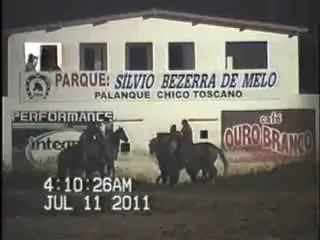 PARQUE: SILVIO BEZERRA DE MELO
PALANQUE CHICO TOSCANO
PERFORMANCE
café
OURO BRANCO
4:10:26AM
JUL 11 2011